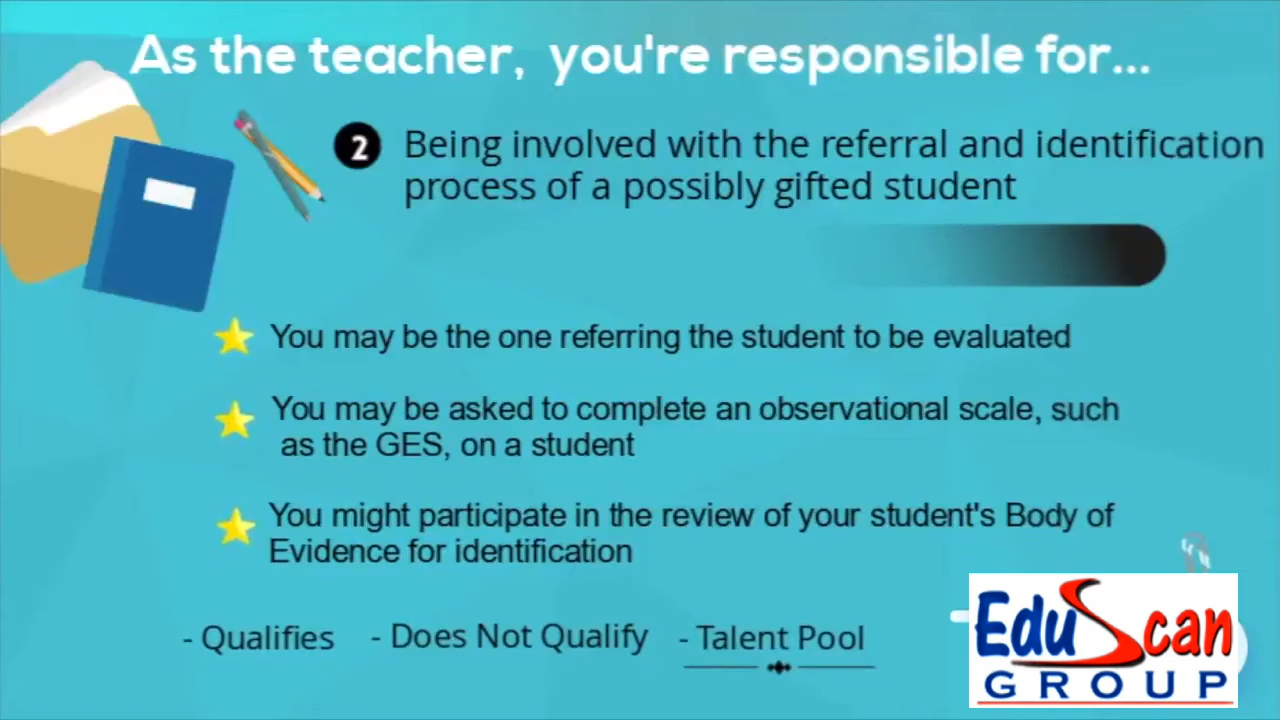 As the teacher, you're responsible for...
2 Being involved with the referral and identification
process of a possibly gifted student
You may be the one referring the student to be evaluated
You may be asked to complete an observational scale, such
as the GES, on a student
You might participate in the review of your student's Body of
Evidence for identification
- Qualifies - Does Not Qualify - Talent Pool
EduScan
GROUP